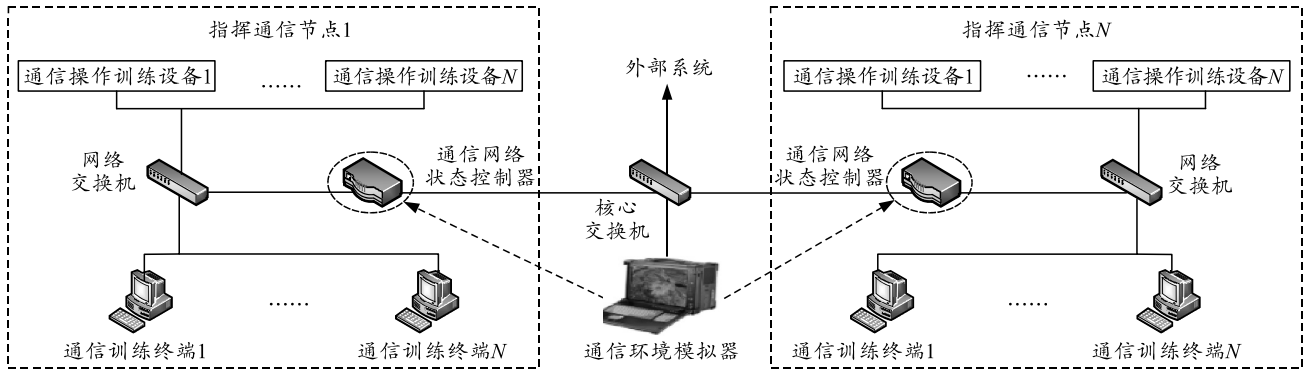 指挥通信节点1
通信操作训练设备1
……
通信操作训练设备N
网络
交换机
通信网络
状态控制器
通信训练终端1
……
通信训练终端N
外部系统
核心
交换机
通信环境模拟器
指挥通信节点N
通信操作训练设备1
……
通信操作训练设备N
通信网络
状态控制器
网络
交换机
通信训练终端1
……
通信训练终端N